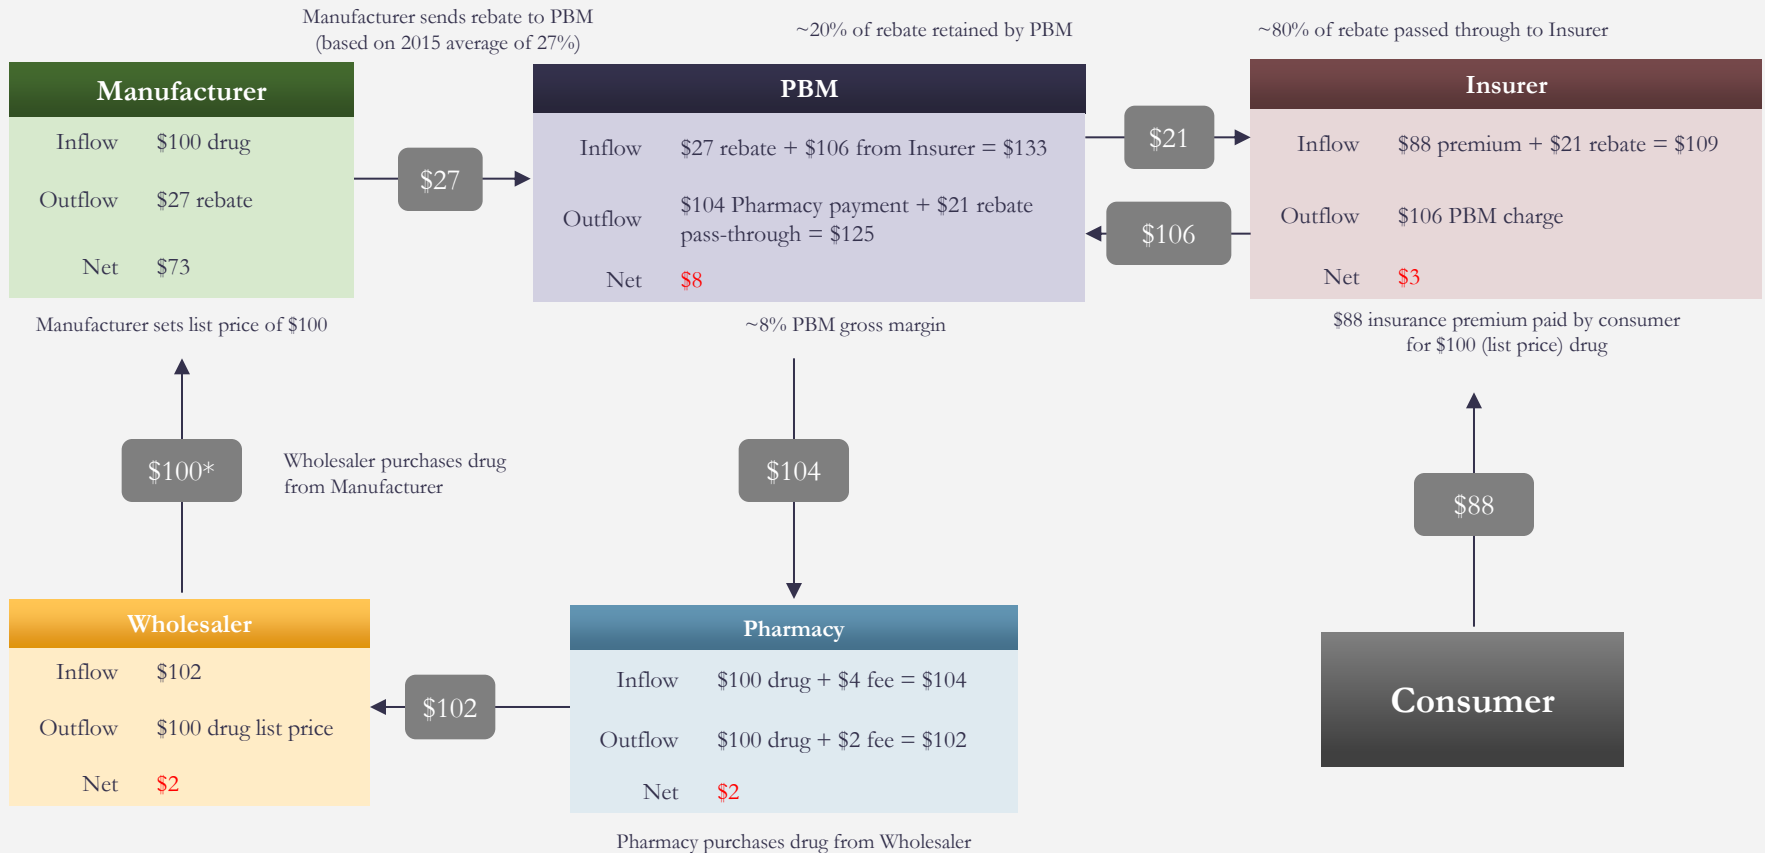 Manufacturer sends rebate to PBM
(based on 2015 average of 27%)
~20% of rebate retained by PBM
~80% of rebate passed through to Insurer
Manufacturer
Inflow $100 drug
Outflow $27 rebate
Net $73
Manufacturer sets list price of $100
$27
PBM
Inflow $27 rebate + $106 from Insurer = $133
Outflow $104 Pharmacy payment + $21 rebate
pass-through = $125
Net $8
~8% PBM gross margin
$21
$106
Insurer
Inflow $88 premium + $21 rebate = $109
Outflow $106 PBM charge
Net $3
$88 insurance premium paid by consumer
for $100 (list price) drug
$100*
Wholesaler purchases drug
from Manufacturer
$104
$88
Wholesaler
Inflow $102
Outflow $100 drug list price
Net $2
$102
Pharmacy
Inflow $100 drug + $4 fee = $104
Outflow $100 drug + $2 fee = $102
Net $2
Pharmacy purchases drug from Wholesaler
Consumer